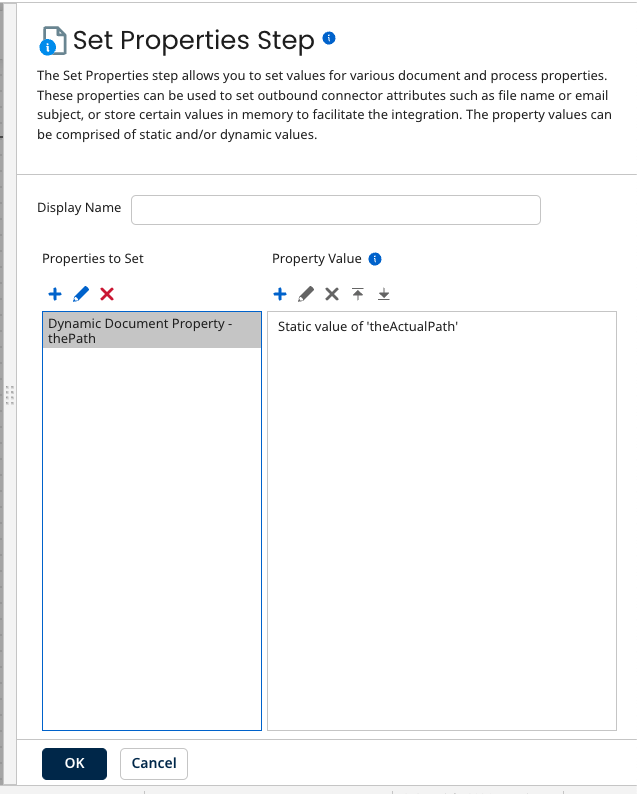 Set Properties Step
The Set Properties step allows you to set values for various document and process properties.
These properties can be used to set outbound connector attributes such as file name or email
subject, or store certain values in memory to facilitate the integration. The property values can
be comprised of static and/or dynamic values.
Display Name
Properties to Set
Property Value
Dynamic Document Property -
thePath
Static value of 'theActualPath'
OK
Cancel